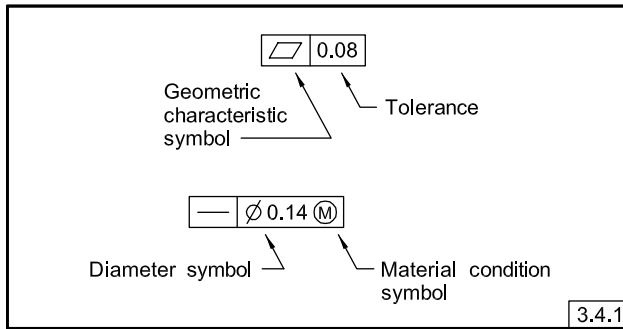 0.08
Geometric
characteristic
symbol
Tolerance
⌀ 0.14 Ⓜ
Diameter symbol
Material condition
symbol
3.4.1